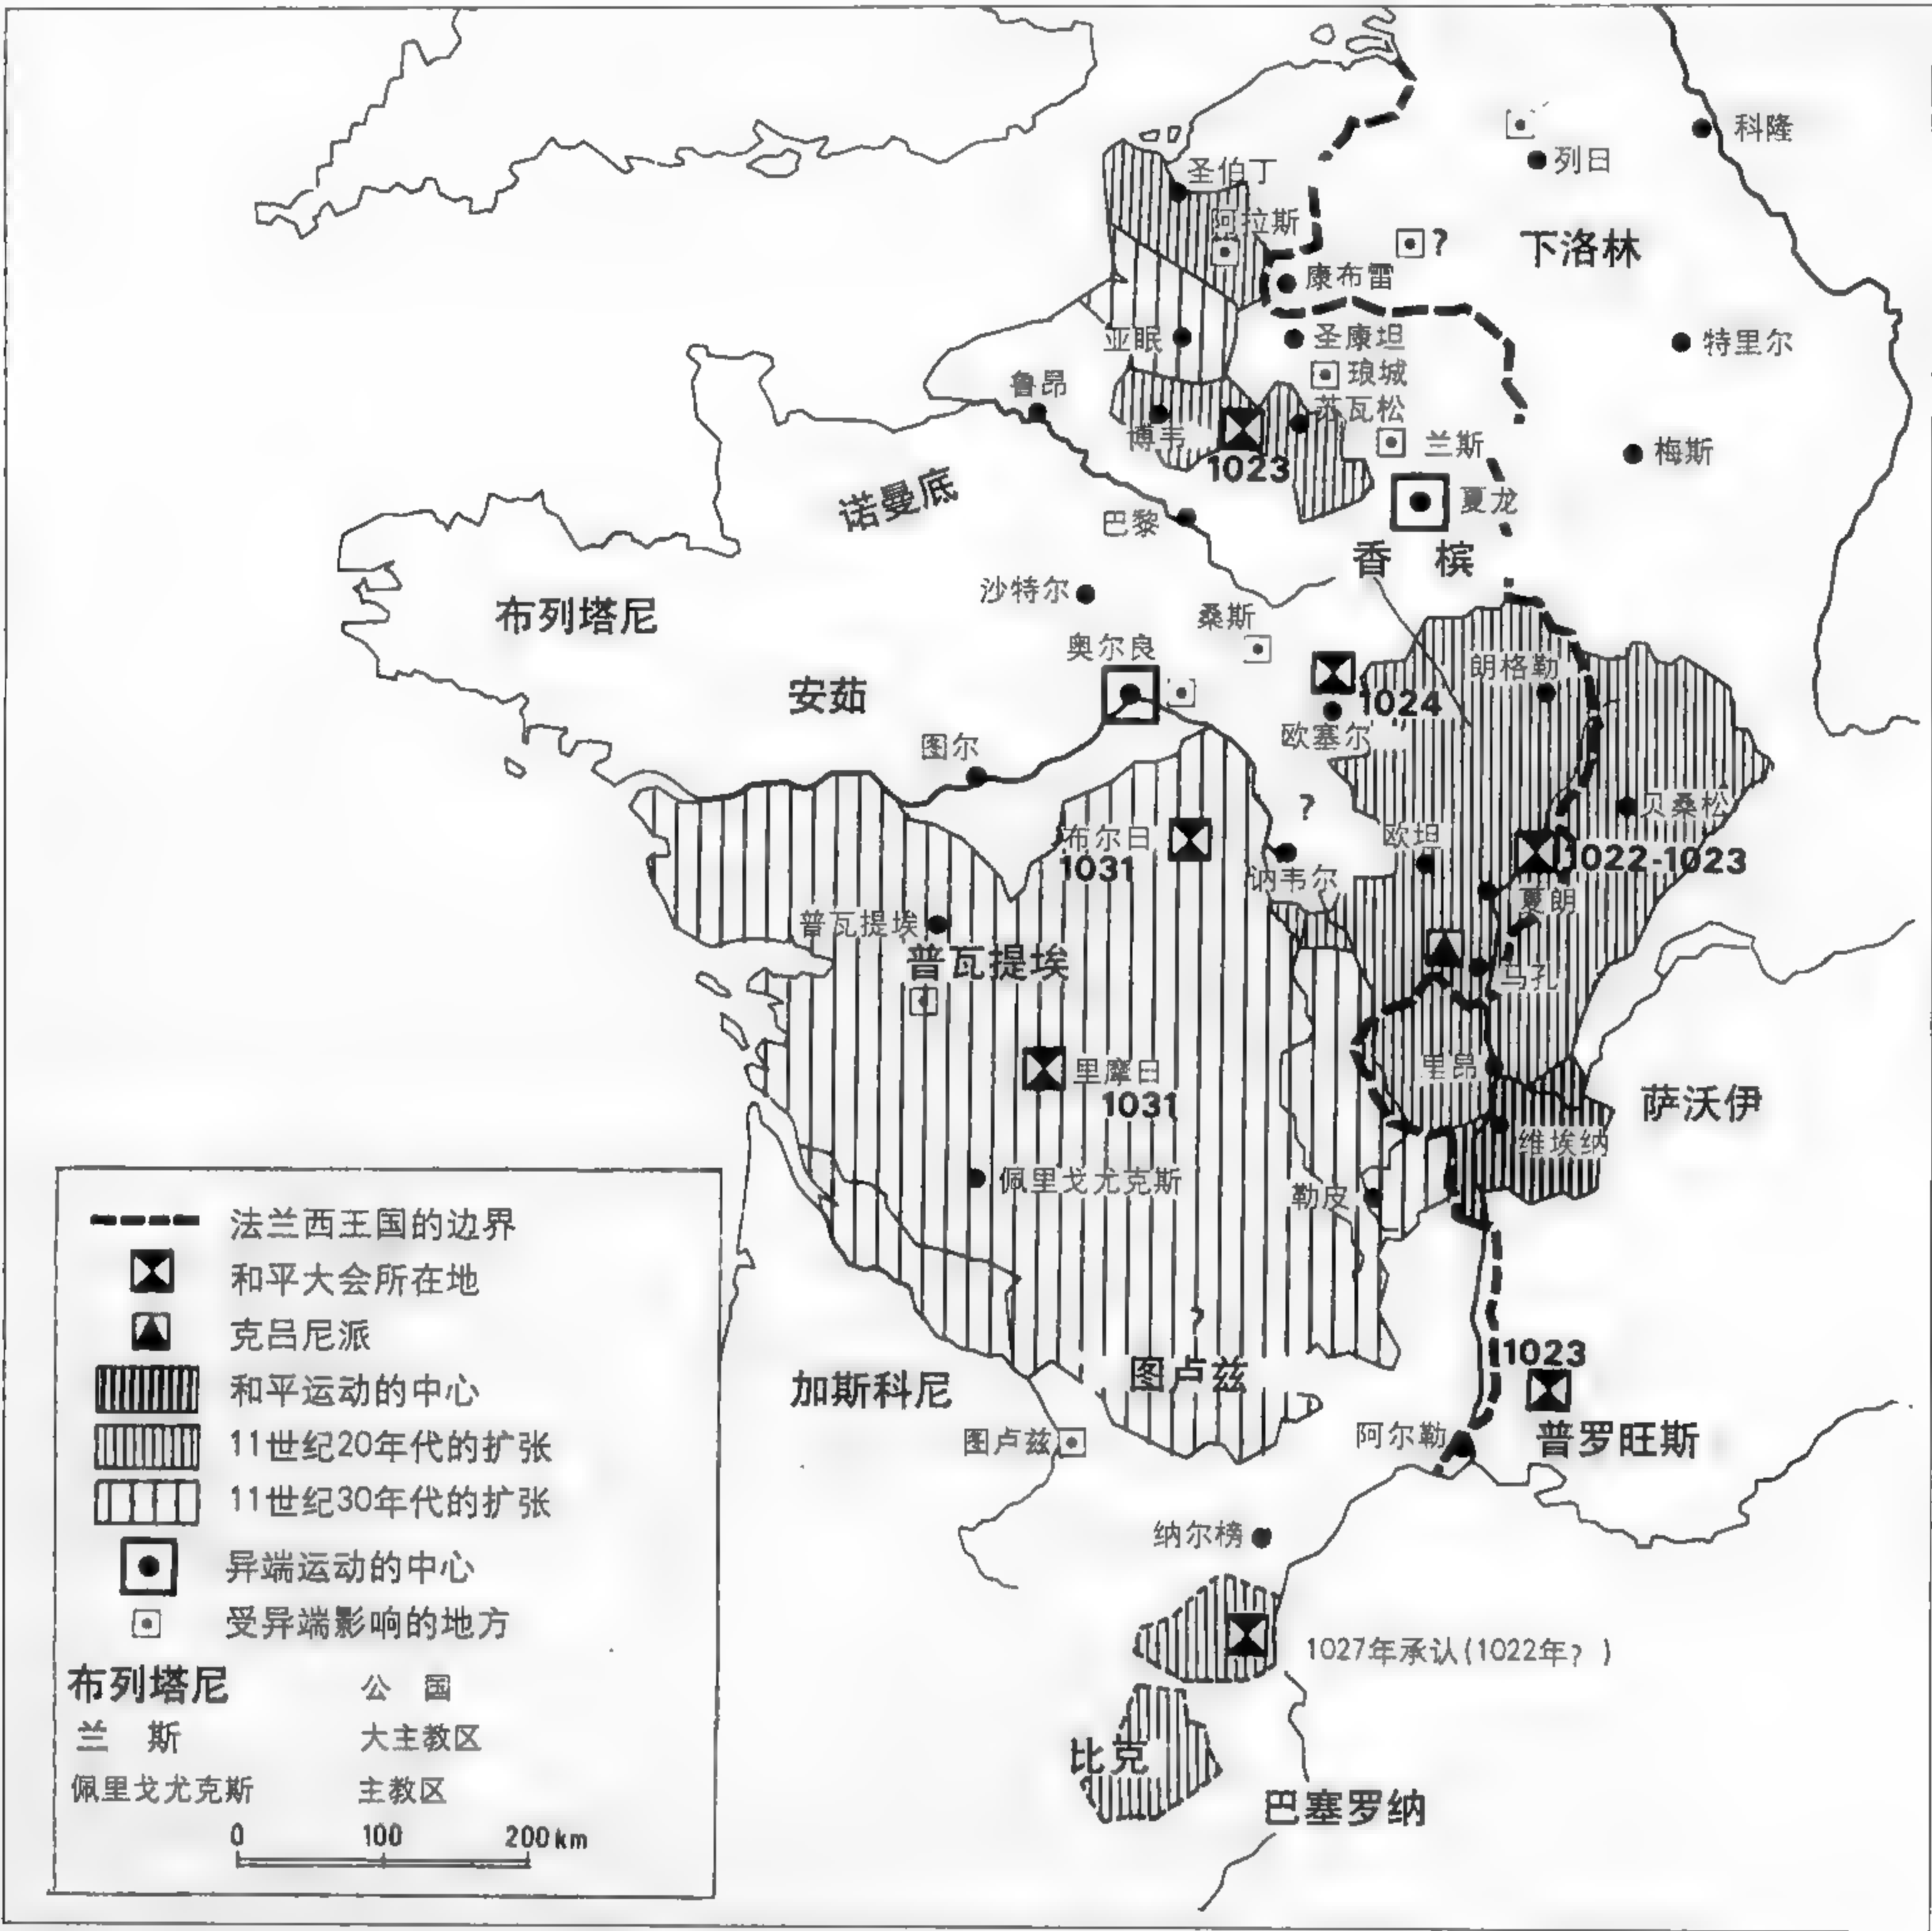 科隆
列日
圣伯丁
阿拉斯
?
下洛林
康布雷
亚眠
圣康坦
特里尔
琅城
鲁昂
苏瓦松
博韦
兰斯
梅斯
1023
诺曼底
夏龙
巴黎
香 槟
沙特尔
布列塔尼
桑斯
奥尔良
朗格勒
安茹
1024
欧塞尔
图尔
?
贝桑松
布尔日
欧坦
1031
1022-1023
讷韦尔
夏朗
普瓦提埃
普瓦提埃
马孔
里摩日
里昂
1031
萨沃伊
维埃纳
佩里戈尤克斯
勒皮
?
1023
图卢兹
加斯科尼
图卢兹
阿尔勒
普罗旺斯
纳尔榜
1027年承认(1022年?)
比克
巴塞罗纳
法兰西王国的边界
和平大会所在地
克吕尼派
和平运动的中心
11世纪20年代的扩张
11世纪30年代的扩张
异端运动的中心
受异端影响的地方
布列塔尼 公 国
兰 斯 大主教区
佩里戈尤克斯 主教区
0 100 200km